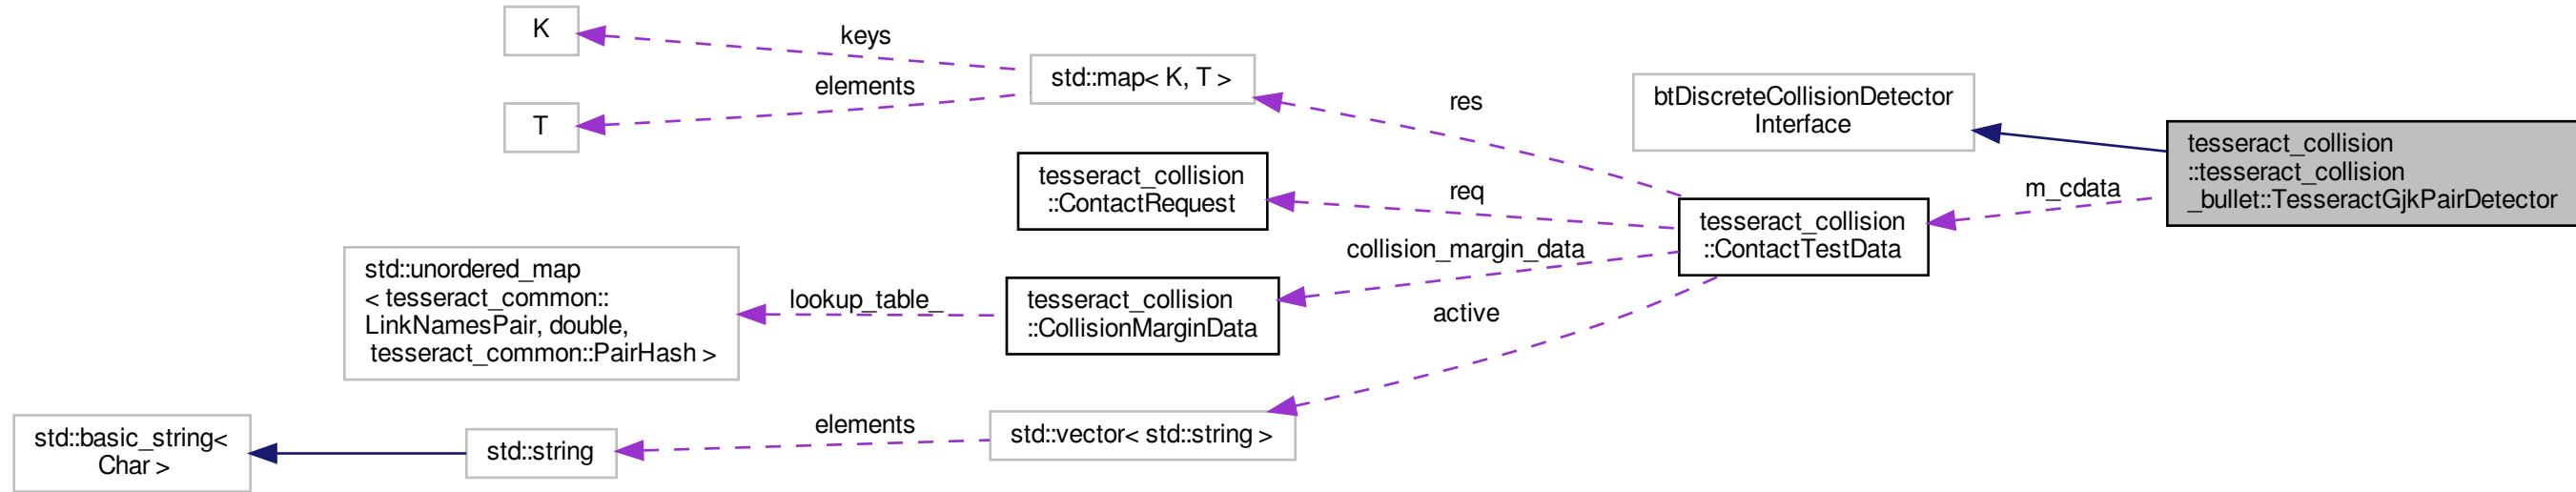 K
keys
elements
T
std::map< K, T >
res
btDiscreteCollisionDetector
Interface
tesseract_collision
::tesseract_collision
_bullet::TesseractGjkPairDetector
m_cdata
tesseract_collision
::ContactRequest
req
tesseract_collision
::ContactTestData
collision_margin_data
std::unordered_map
< tesseract_common::
LinkNamesPair, double,
tesseract_common::PairHash >
lookup_table_
tesseract_collision
::CollisionMarginData
active
std::basic_string<
Char >
std::string
elements
std::vector< std::string >